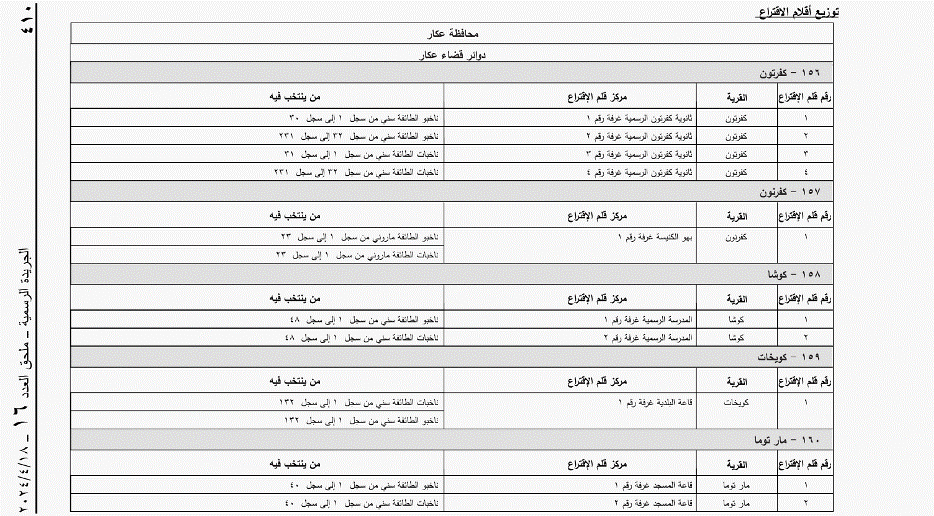 توزيع أقلام الاقتراع
محافظة عكار
دوائر قضاء عكار
١٥٦ - كفرتون
رقم قلم الإقتراع القرية مركز قلم الإقتراع من ينتخب فيه
١ كفرتون ثانوية كفرتون الرسمية غرفة رقم ١ ناخبو الطائفة سني من سجل ١ إلى سجل ٣٠
٢ كفرتون ثانوية كفرتون الرسمية غرفة رقم ٢ ناخبو الطائفة سني من سجل ٣٢ إلى سجل ٢٣١
٣ كفرتون ثانوية كفرتون الرسمية غرفة رقم ٣ ناخبات الطائفة سني من سجل ١ إلى سجل ٣١
٤ كفرتون ثانوية كفرتون الرسمية غرفة رقم ٤ ناخبات الطائفة سني من سجل ٣٢ إلى سجل ٢٣١
١٥٧ - كفرتون
رقم قلم الإقتراع القرية مركز قلم الإقتراع من ينتخب فيه
١ كفرتون بهو الكنيسة غرفة رقم ١ ناخبو الطائفة ماروني من سجل ١ إلى سجل ٢٣
ناخبات الطائفة ماروني من سجل ١ إلى سجل ٢٣
١٥٨ - كوشا
رقم قلم الإقتراع القرية مركز قلم الإقتراع من ينتخب فيه
١ كوشا المدرسة الرسمية غرفة رقم ١ ناخبو الطائفة سني من سجل ١ إلى سجل ٤٨
٢ كوشا المدرسة الرسمية غرفة رقم ٢ ناخبات الطائفة سني من سجل ١ إلى سجل ٤٨
١٥٩ - كويخات
رقم قلم الإقتراع القرية مركز قلم الإقتراع من ينتخب فيه
١ كويخات قاعة البلدية غرفة رقم ١ ناخبات الطائفة سني من سجل ١ إلى سجل ١٣٢
ناخبو الطائفة سني من سجل ١ إلى سجل ١٣٢
١٦٠ - مار توما
رقم قلم الإقتراع القرية مركز قلم الإقتراع من ينتخب فيه
١ مار توما قاعة المسجد غرفة رقم ١ ناخبو الطائفة سني من سجل ١ إلى سجل ٤٠
٢ مار توما قاعة المسجد غرفة رقم ٢ ناخبات الطائفة سني من سجل ١ إلى سجل ٤٠
٤١٠
الجريدة الرسمية – ملحق العدد ١٦ – ٢٠٢٤/٤/١٨